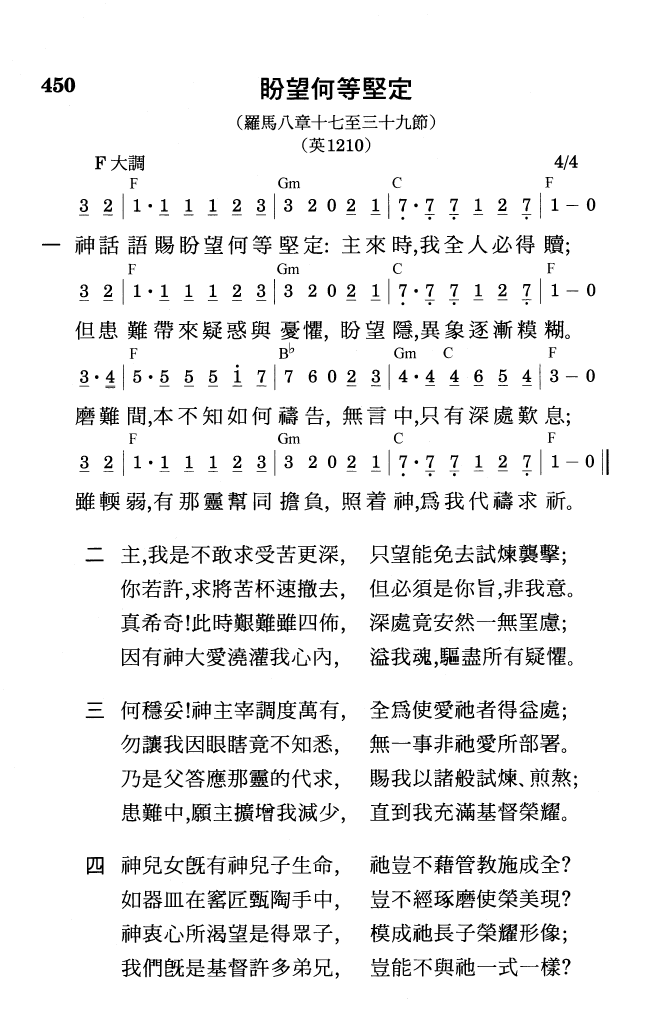 450
盼望何等堅定
（羅馬八章十七至三十九節）
（英1210）
F大調 4/4
F Gm C F
3 2 | 1·1 1 1 2 3 | 3 2 0 2 1 | 7·7 7 1 2 7 | 1 – 0
一 神話語賜盼望何等堅定: 主來時,我全人必得贖;
F Gm C F
3 2 | 1·1 1 1 2 3 | 3 2 0 2 1 | 7·7 7 1 2 7 | 1 – 0
但患難帶來疑惑與憂懼, 盼望隱,異象逐漸模糊。
F B♭ Gm C F
3·4 | 5·5 5 5 i 7 | 7 6 0 2 3 | 4·4 4 6 5 4 | 3 – 0
磨難間,本不知如何禱告, 無言中,只有深處歎息;
F Gm C F
3 2 | 1·1 1 1 2 3 | 3 2 0 2 1 | 7·7 7 1 2 7 | 1 – 0 ‖
雖輭弱,有那靈幫同擔負, 照着神,爲我代禱求祈。
二 主,我是不敢求受苦更深, 只望能免去試煉襲擊;
你若許,求將苦杯速撤去, 但必須是你旨,非我意。
真希奇!此時艱難雖四佈, 深處竟安然一無罣慮;
因有神大愛澆灌我心內, 溢我魂,驅盡所有疑懼。
三 何穩妥!神主宰調度萬有, 全爲使愛祂者得益處;
勿讓我因眼瞎竟不知悉, 無一事非祂愛所部署。
乃是父答應那靈的代求, 賜我以諸般試煉、煎熬;
患難中,願主擴增我減少, 直到我充滿基督榮耀。
四 神兒女旣有神兒子生命, 祂豈不藉管教施成全?
如器皿在窰匠甄陶手中, 豈不經琢磨使榮美現?
神衷心所渴望是得眾子, 模成祂長子榮耀形像;
我們旣是基督許多弟兄, 豈能不與祂一式一樣?